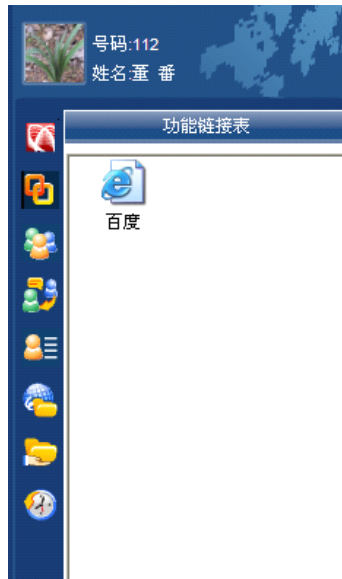 号码:112
姓名:董 番
功能链接表
百度